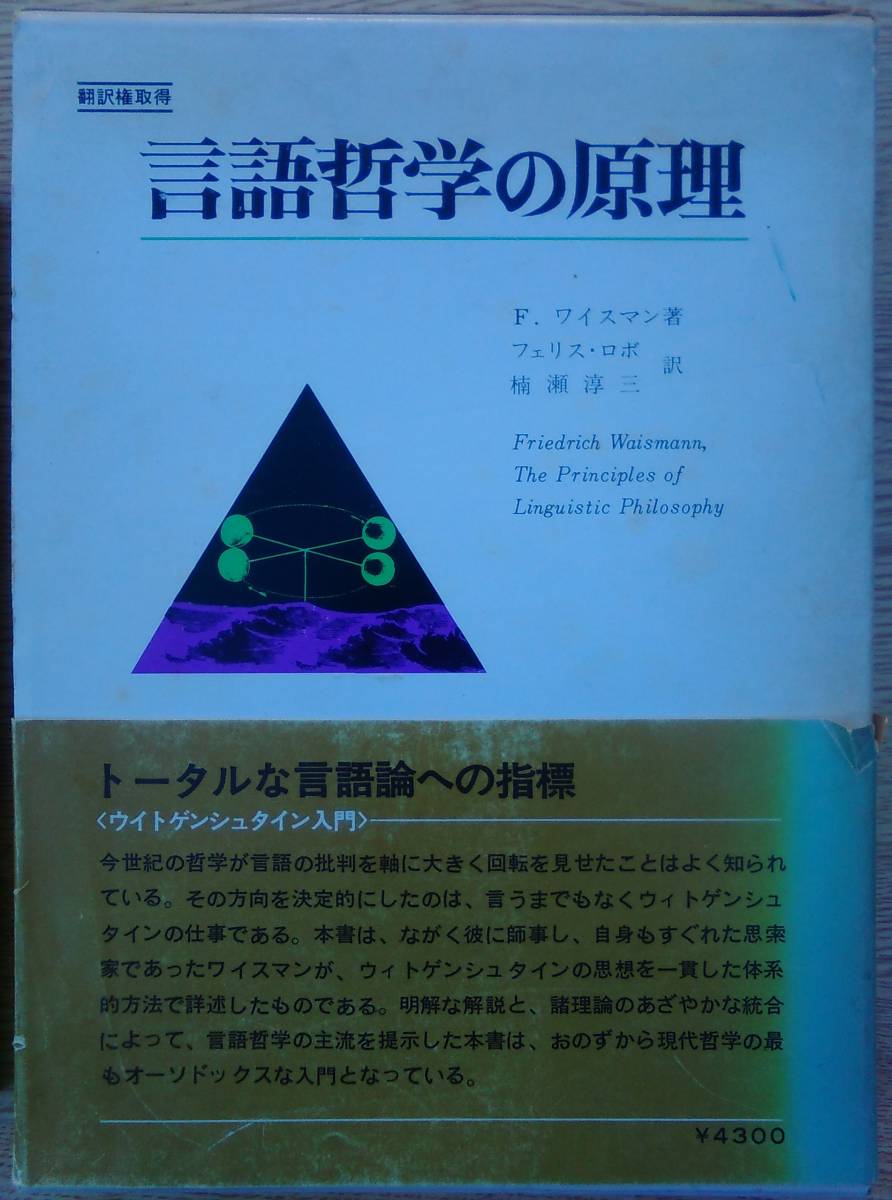 翻訳権取得
言語哲学の原理
F. ワイスマン著
フェリス・ロボ
楠瀬淳三
訳
Friedrich Waismann,
The Principles of
Linguistic Philosophy
トータルな言語論への指標
〈ウイトゲンシュタイン入門〉
今世紀の哲学が言語の批判を軸に大きく回転を見せたことはよく知られ
ている。その方向を決定的にしたのは、言うまでもなくウィトゲンシュ
タインの仕事である。本書は、ながく彼に師事し、自身もすぐれた思索
家であったワイスマンが、ウィトゲンシュタインの思想を一貫した体系
的方法で詳述したものである。明解な解説と、諸理論のあざやかな統合
によって、言語哲学の主流を提示した本書は、おのずから現代哲学の最
もオーソドックスな入門となっている。
¥4300